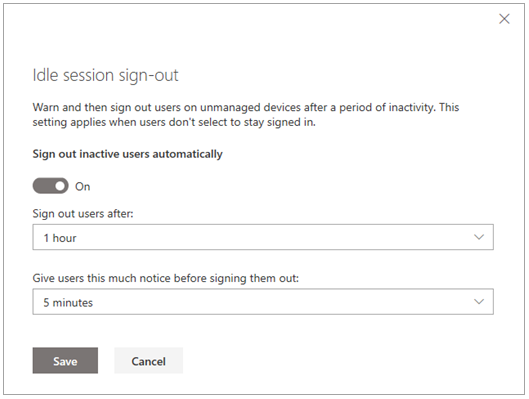 Idle session sign-out
Warn and then sign out users on unmanaged devices after a period of inactivity. This
setting applies when users don't select to stay signed in.
Sign out inactive users automatically
On
Sign out users after:
1 hour
Give users this much notice before signing them out:
5 minutes
Save Cancel